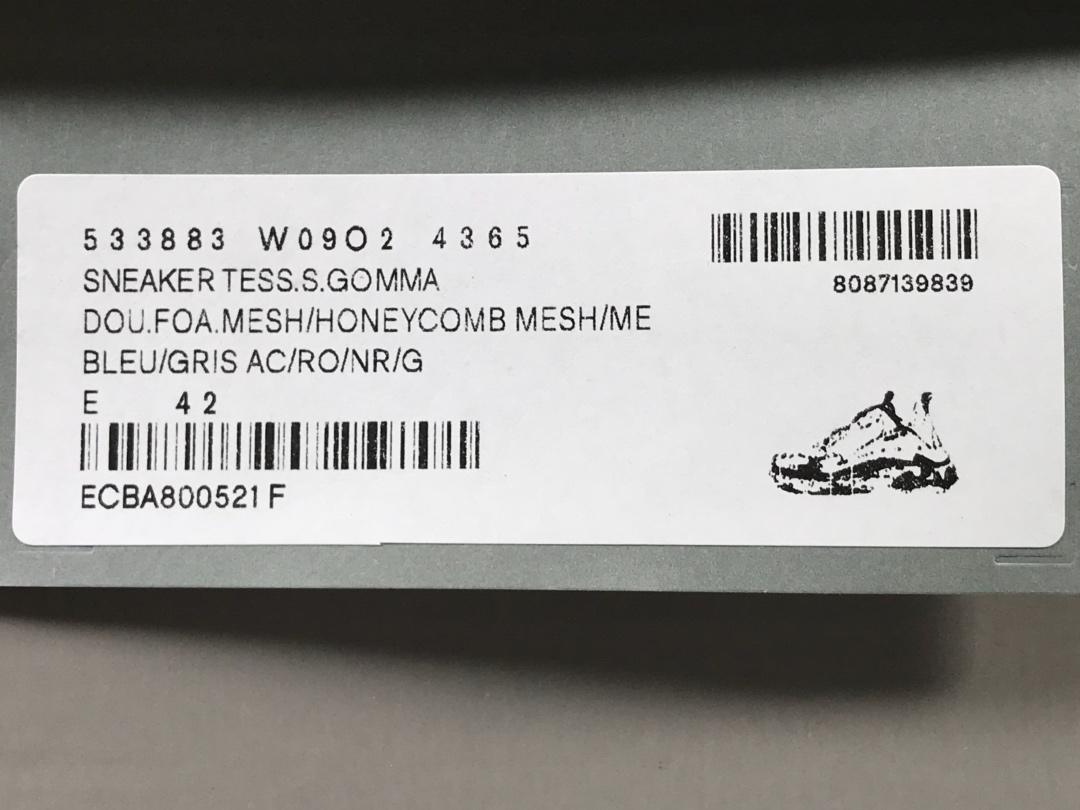 533883 W09O2 4365
8087139839
SNEAKER TESS.S.GOMMA
DOU.FOA.MESH/HONEYCOMB MESH/ME
BLEU/GRIS AC/RO/NR/G
E 42
ECBA800521F